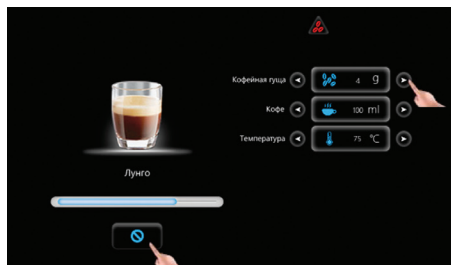 Кофейная гуща 4 g
Кофе 100 ml
Температура 75 °C
Лунго